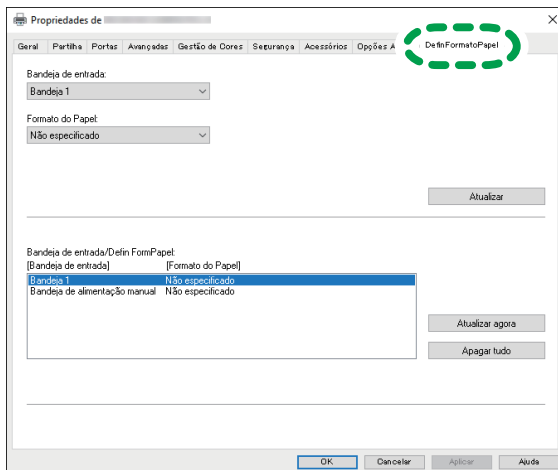 Propriedades de
Geral Partilha Portas Avançadas Gestão de Cores Segurança Acessórios Opções A DefinFormatoPapel
Bandeja de entrada:
Bandeja 1
Formato do Papel:
Não especificado
Atualizar
Bandeja de entrada/Defin FormPapel:
[Bandeja de entrada] [Formato do Papel]
Bandeja 1 Não especificado
Bandeja de alimentação manual Não especificado
Atualizar agora
Apagar tudo
OK Cancelar Aplicar Ajuda